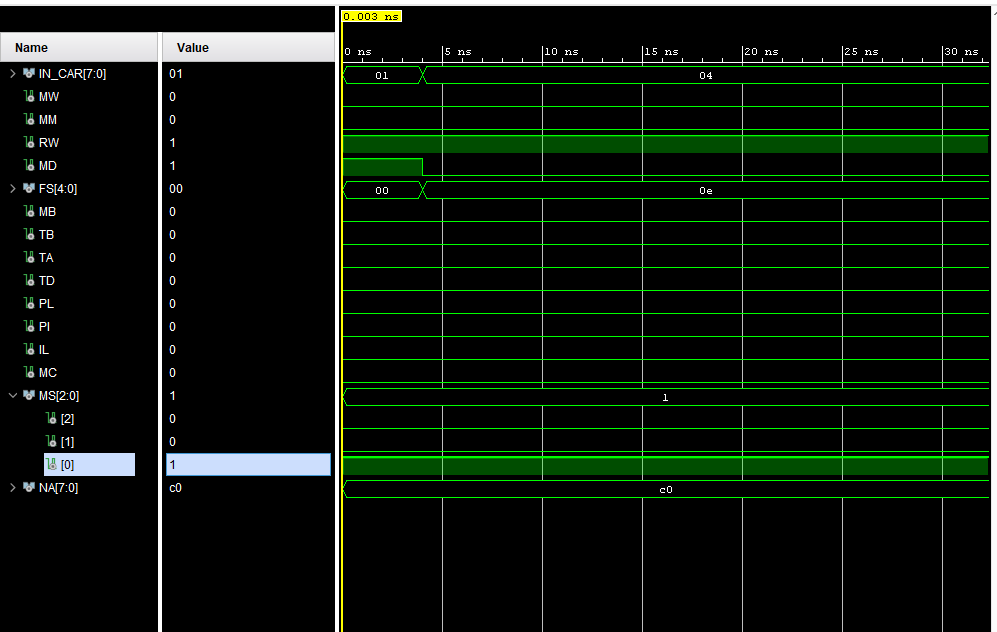 0.003 ns
Name Value
0 ns 5 ns 10 ns 15 ns 20 ns 25 ns 30 ns
IN_CAR[7:0] 01 01 04
MW 0
MM 0
RW 1
MD 1
FS[4:0] 00 00 0e
MB 0
TB 0
TA 0
TD 0
PL 0
PI 0
IL 0
MC 0
MS[2:0] 1 1
[2] 0
[1] 0
[0] 1
NA[7:0] c0 c0